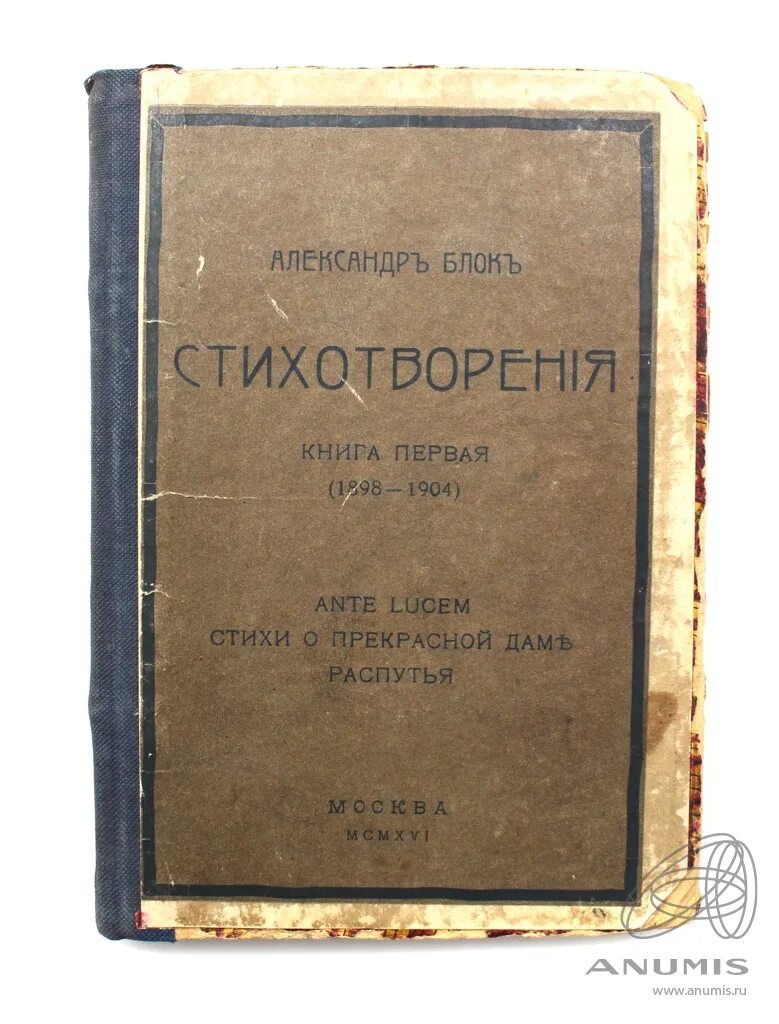 АЛЕКСАНДРЪ БЛОКЪ
СТИХОТВОРЕНІЯ
КНИГА ПЕРВАЯ
(1898—1904)
ANTE LUCEM
СТИХИ О ПРЕКРАСНОЙ ДАМѢ
РАСПУТЬЯ
МОСКВА
MCMXVI
ANUMIS
www.anumis.ru